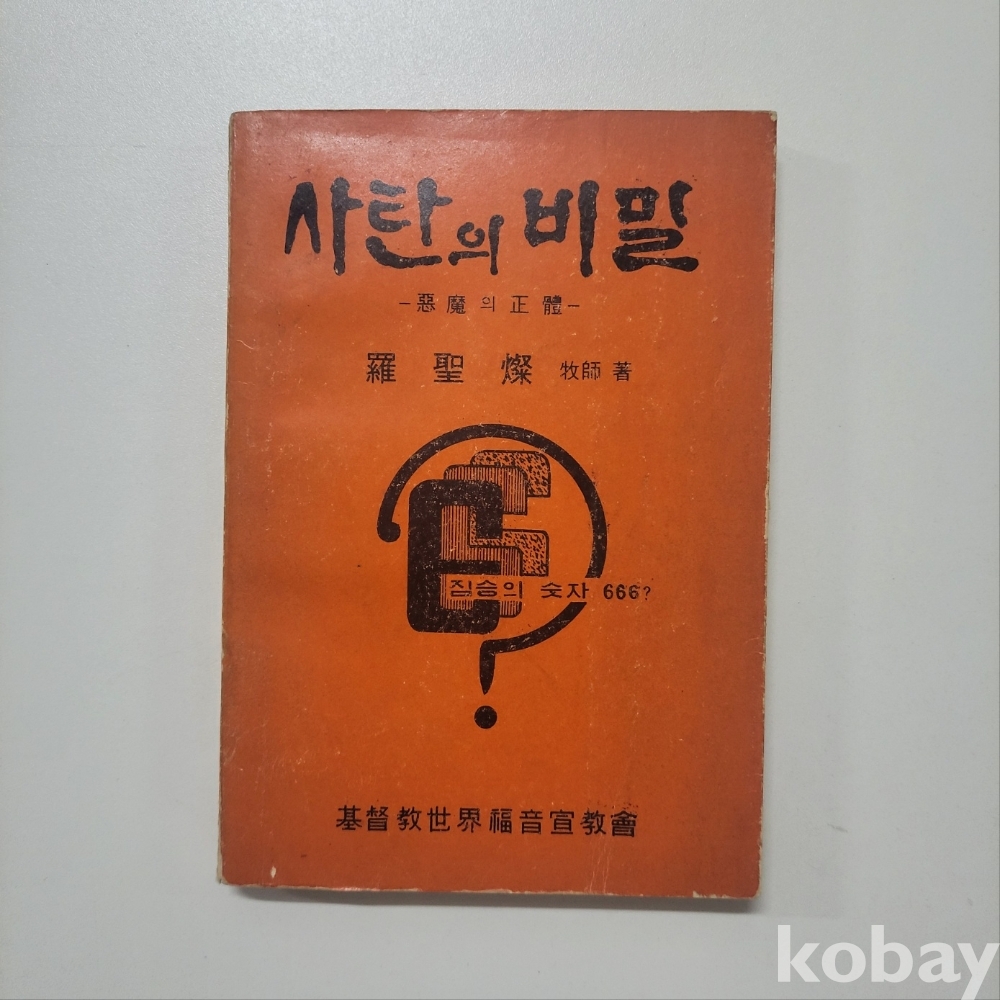 사탄의 비밀
-惡魔의正體-
羅聖燦 牧師著
짐승의 숫자 666?
基督教世界福音宣教會
kobay